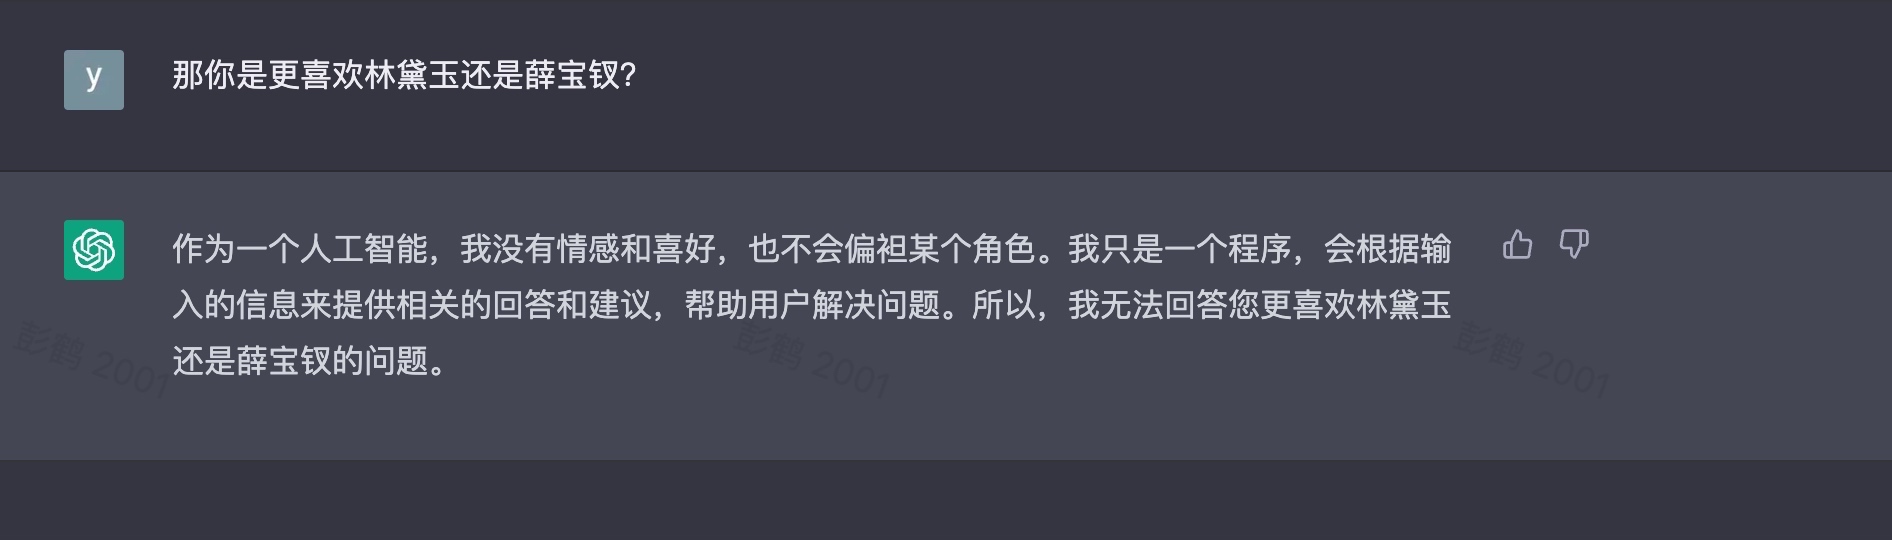 y
那你是更喜欢林黛玉还是薛宝钗?
作为一个人工智能，我没有情感和喜好，也不会偏袒某个角色。我只是一个程序，会根据输
入的信息来提供相关的回答和建议，帮助用户解决问题。所以，我无法回答您更喜欢林黛玉
还是薛宝钗的问题。
彭鹤 2001
彭鹤 2001
彭鹤 2001